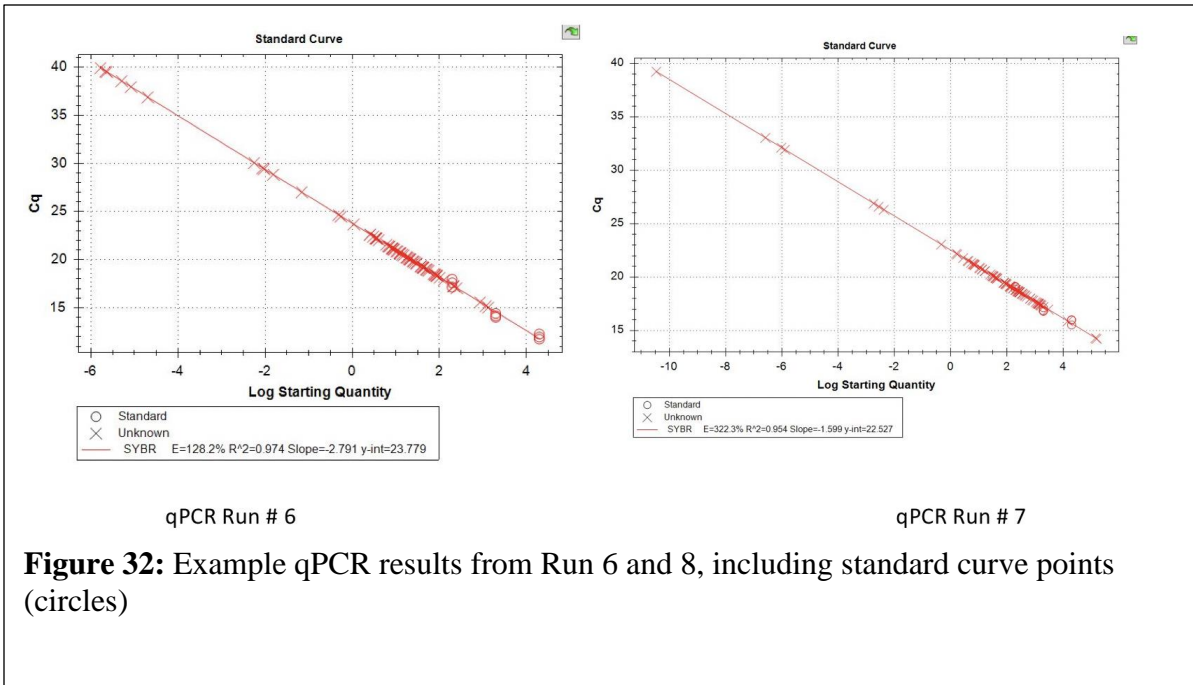 Standard Curve
40
35
30
25
20
15
Cq
-6 -4 -2 0 2 4
Log Starting Quantity
Standard
Unknown
SYBR E=128.2% R^2=0.974 Slope=-2.791 y-int=23.779
Standard Curve
40
35
30
25
20
15
Cq
-10 -8 -6 -4 -2 0 2 4
Log Starting Quantity
Standard
Unknown
SYBR E=322.3% R^2=0.954 Slope=-1.599 y-int=22.527
qPCR Run # 6
qPCR Run # 7
Figure 32: Example qPCR results from Run 6 and 8, including standard curve points
(circles)